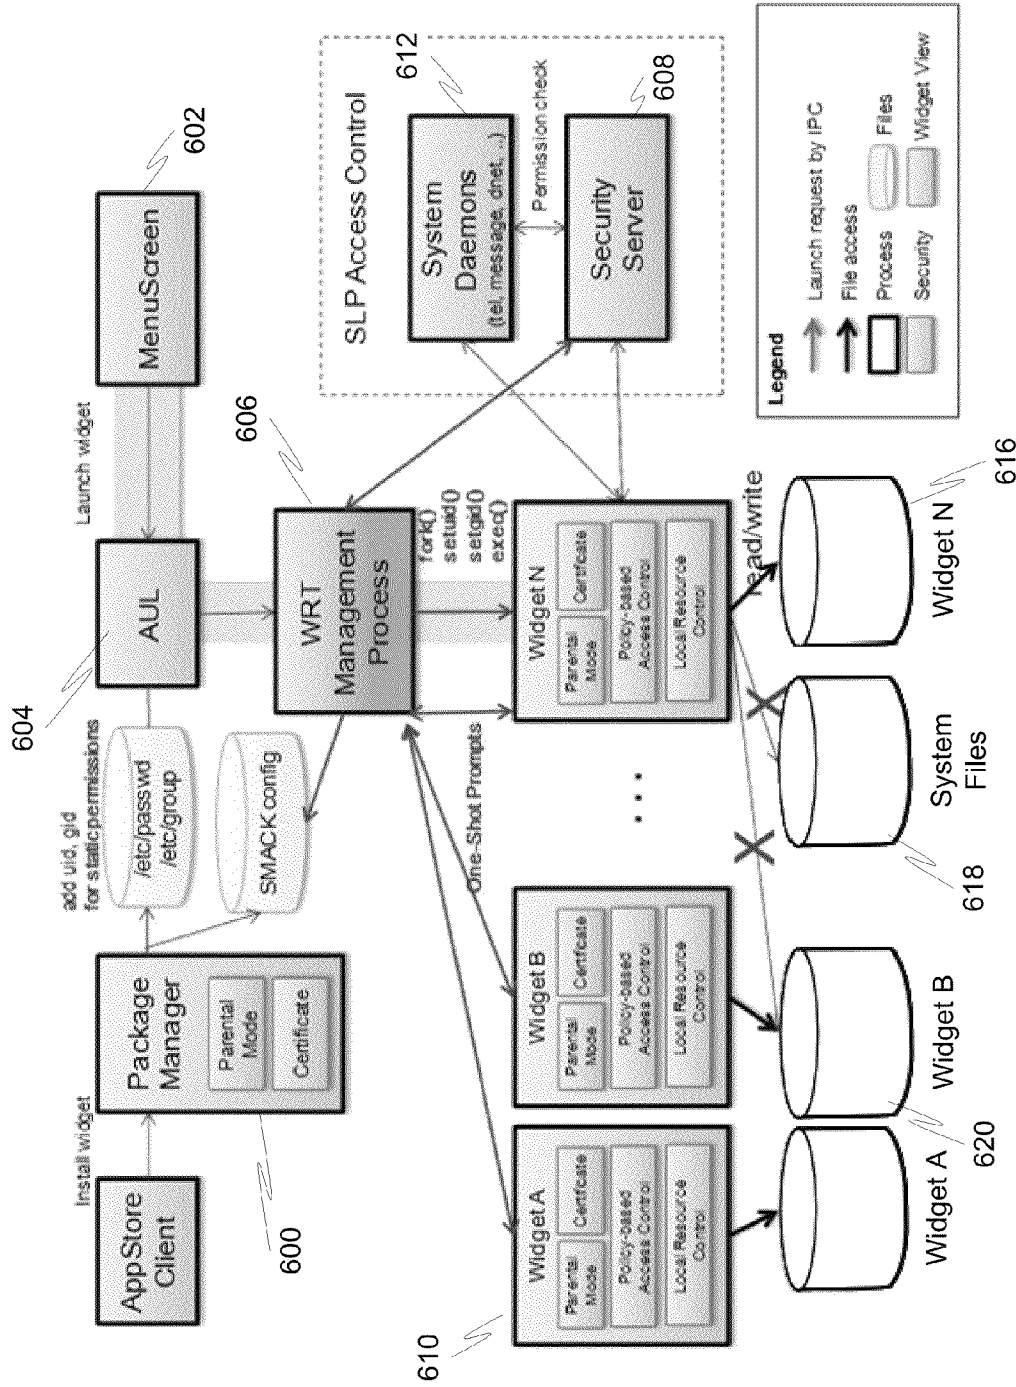 Install widget
AppStore
Client
Package
Manager
Parental
Mode
Certificate
600
add uid, gid
for static permissions
/etc/passwd
/etc/group
SMACK config
604
AUL
Launch widget
MenuScreen
602
WRT
Management
Process
606
fork()
setuid()
setgid()
exec()
One-Shot Prompts
SLP Access Control
System
Daemons
(tel, message, dnet, ..)
612
Permission check
Security
Server
608
610
Widget A
Parental
Mode
Certificate
Policy-based
Access Control
Local Resource
Control
Widget B
Parental
Mode
Certificate
Policy-based
Access Control
Local Resource
Control
. . .
Widget N
Parental
Mode
Certificate
Policy-based
Access Control
Local Resource
Control
read/write
Widget A
620
Widget B
618
System
Files
616
Widget N
Legend
Launch request by IPC
File access
Process
Files
Security
Widget View